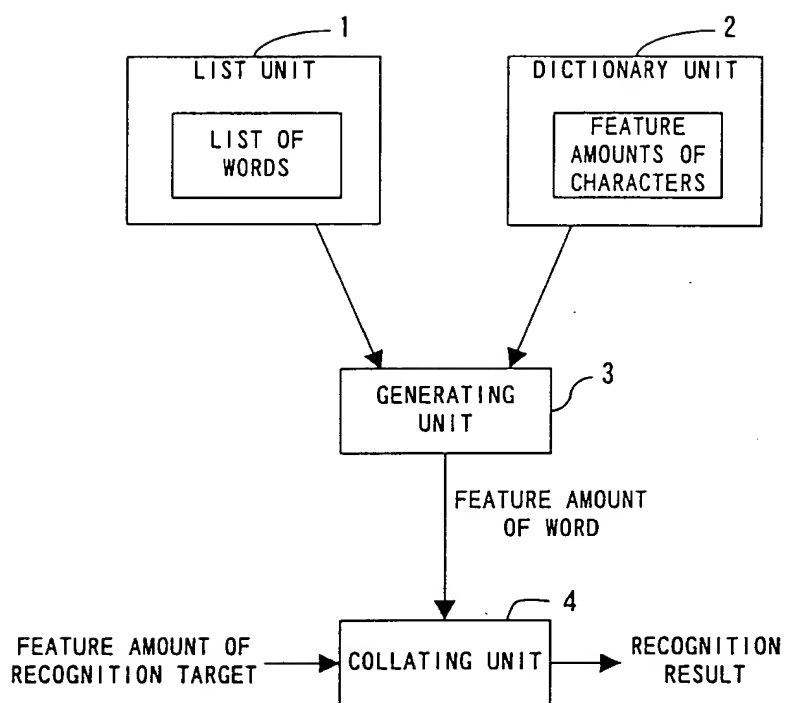 1
2
LIST UNIT
DICTIONARY UNIT
LIST OF
WORDS
FEATURE
AMOUNTS OF
CHARACTERS
3
GENERATING
UNIT
FEATURE AMOUNT
OF WORD
4
FEATURE AMOUNT OF
RECOGNITION TARGET
COLLATING UNIT
RECOGNITION
RESULT